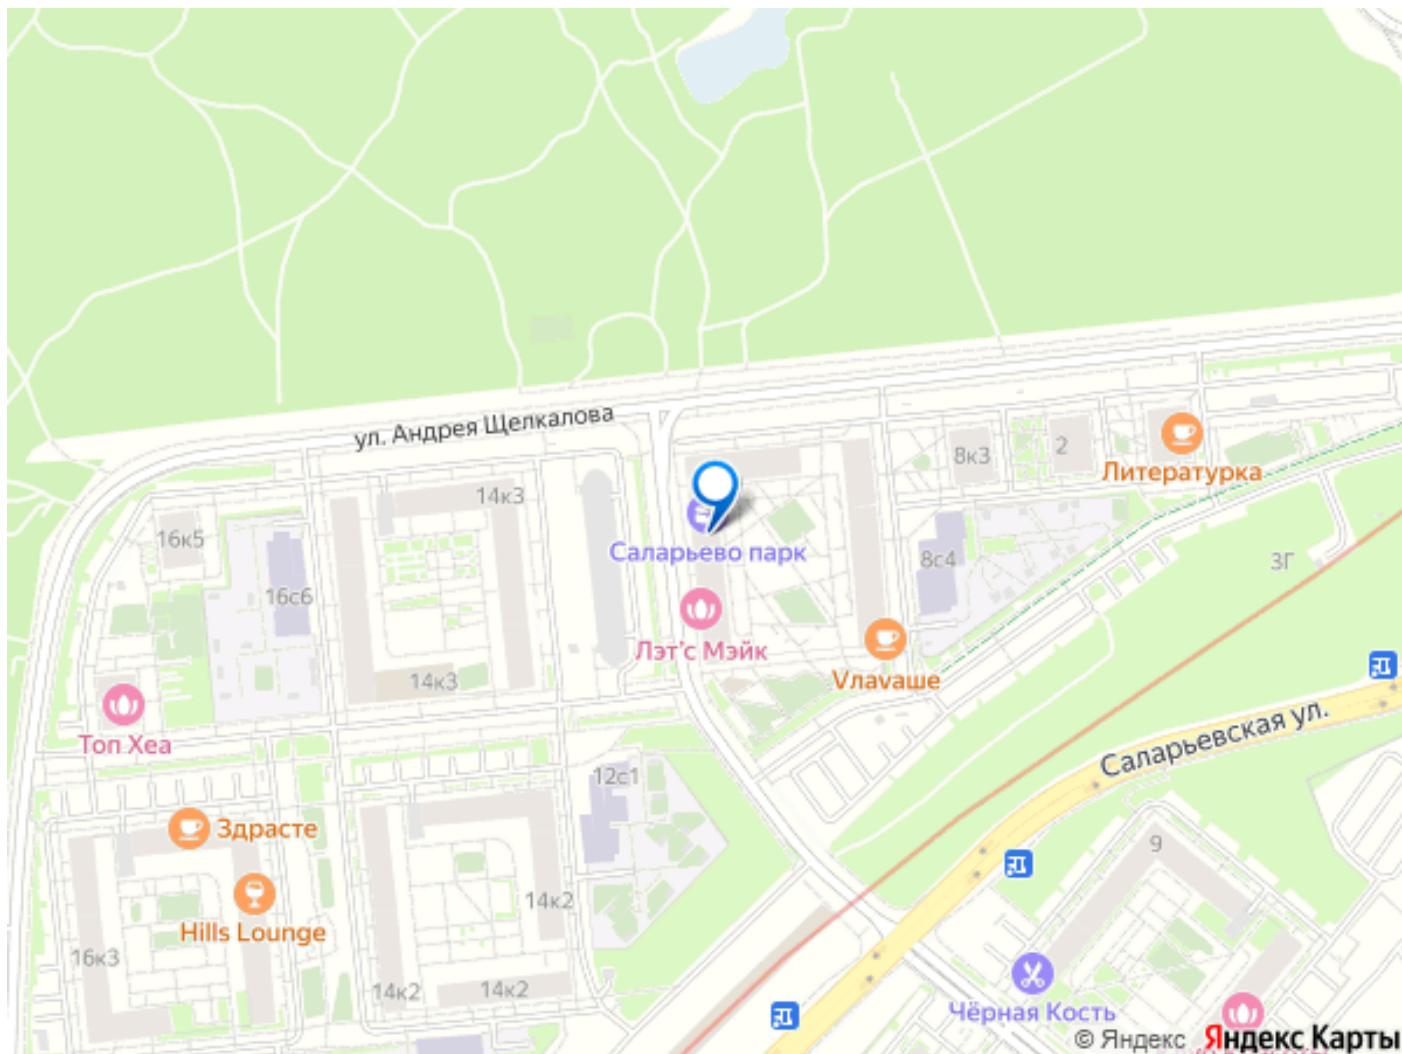 ул. Андрея Щелкалова
14к3
8к3
2
Литературка
16к5
Саларьево парк
8с4
3Г
16с6
Лэт'с Мэйк
14к3
Vлаvаше
Топ Хеа
Саларьевская ул.
12с1
Здрасте
9
14к2
Hills Lounge
16к3
14к2
14к2
Чёрная Кость
© Яндекс Яндекс Карты